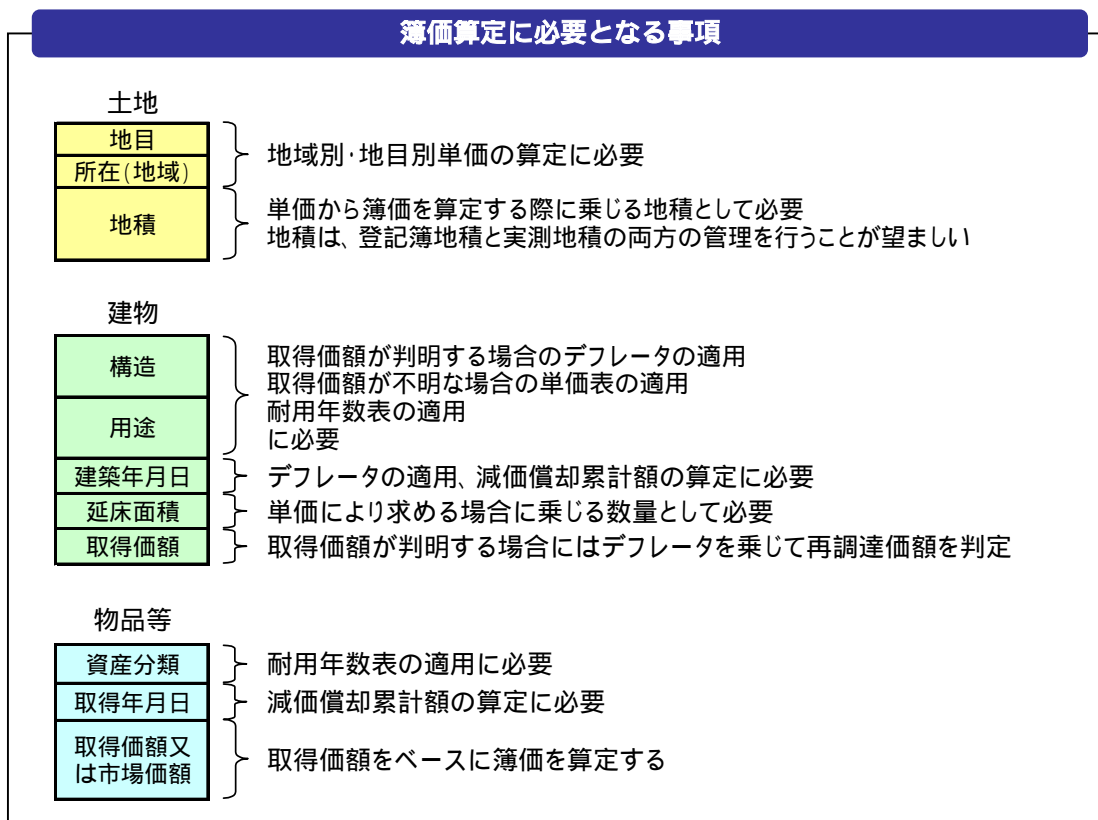 簿価算定に必要となる事項
土地
地目
所在(地域)
地域別・地目別単価の算定に必要
地積
単価から簿価を算定する際に乗じる地積として必要
地積は、登記簿地積と実測地積の両方の管理を行うことが望ましい
建物
構造
用途
取得価額が判明する場合のデフレータの適用
取得価額が不明な場合の単価表の適用
耐用年数表の適用
に必要
建築年月日
デフレータの適用、減価償却累計額の算定に必要
延床面積
単価により求める場合に乗じる数量として必要
取得価額
取得価額が判明する場合にはデフレータを乗じて再調達価額を判定
物品等
資産分類
耐用年数表の適用に必要
取得年月日
減価償却累計額の算定に必要
取得価額又
は市場価額
取得価額をベースに簿価を算定する